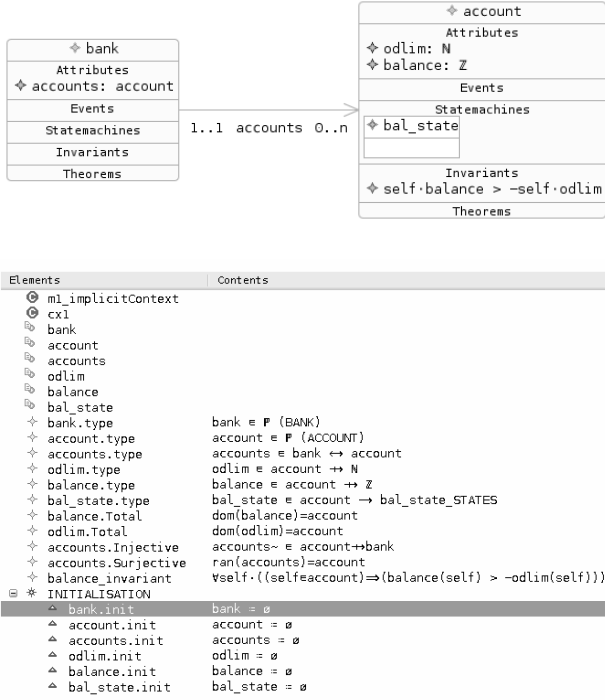 bank
Attributes
accounts: account
Events
Statemachines
Invariants
Theorems
1..1 accounts 0..n
account
Attributes
odlim: ℕ
balance: ℤ
Events
Statemachines
bal_state
Invariants
self·balance > −self·odlim
Theorems
Elements Contents
m1_implicitContext
cx1
bank
account
accounts
odlim
balance
bal_state
bank.type bank ∈ ℙ (BANK)
account.type account ∈ ℙ (ACCOUNT)
accounts.type accounts ∈ bank ↔ account
odlim.type odlim ∈ account ⇸ ℕ
balance.type balance ∈ account ⇸ ℤ
bal_state.type bal_state ∈ account → bal_state_STATES
balance.Total dom(balance)=account
odlim.Total dom(odlim)=account
accounts.Injective accounts~ ∈ account⇸bank
accounts.Surjective ran(accounts)=account
balance_invariant ∀self·((self∈account)⇒(balance(self) > −odlim(self)))
INITIALISATION
bank.init bank ≔ ∅
account.init account ≔ ∅
accounts.init accounts ≔ ∅
odlim.init odlim ≔ ∅
balance.init balance ≔ ∅
bal_state.init bal_state ≔ ∅